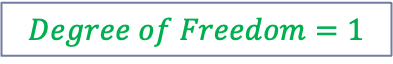 Degree of Freedom = 1